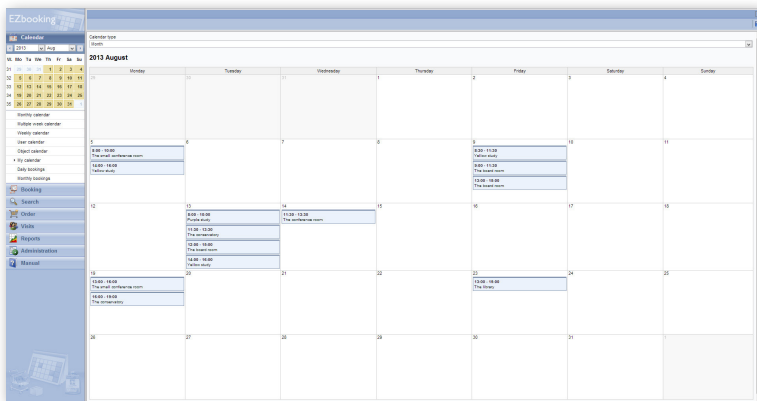 EZbooking
Calendar
2013 Aug
W. Mo Tu We Th Fr Sa Su
31 29 30 31 1 2 3 4
32 5 6 7 8 9 10 11
33 12 13 14 15 16 17 18
34 19 20 21 22 23 24 25
35 26 27 28 29 30 31 1
Monthly calendar
Multiple week calendar
Weekly calendar
User calendar
Object calendar
My calendar
Daily bookings
Monthly bookings
Booking
Search
Order
Visits
Reports
Administration
Manual
Calendar type
Month
2013 August
Monday Tuesday Wednesday Thursday Friday Saturday Sunday
29 30 31 1 2 3 4
5 6 7 8 9 10 11
8:00 - 10:00
The small conference room
14:00 - 16:00
Yellow study
8:30 - 11:30
Yellow study
9:00 - 11:30
The board room
13:00 - 16:00
The board room
12 13 14 15 16 17 18
8:00 - 10:00
Purple study
11:30 - 13:30
The conservatory
13:00 - 16:00
The board room
14:00 - 16:00
Yellow study
11:30 - 13:30
The conference room
19 20 21 22 23 24 25
13:00 - 16:00
The small conference room
16:00 - 19:00
The conservatory
13:00 - 16:00
The library
26 27 28 29 30 31 1